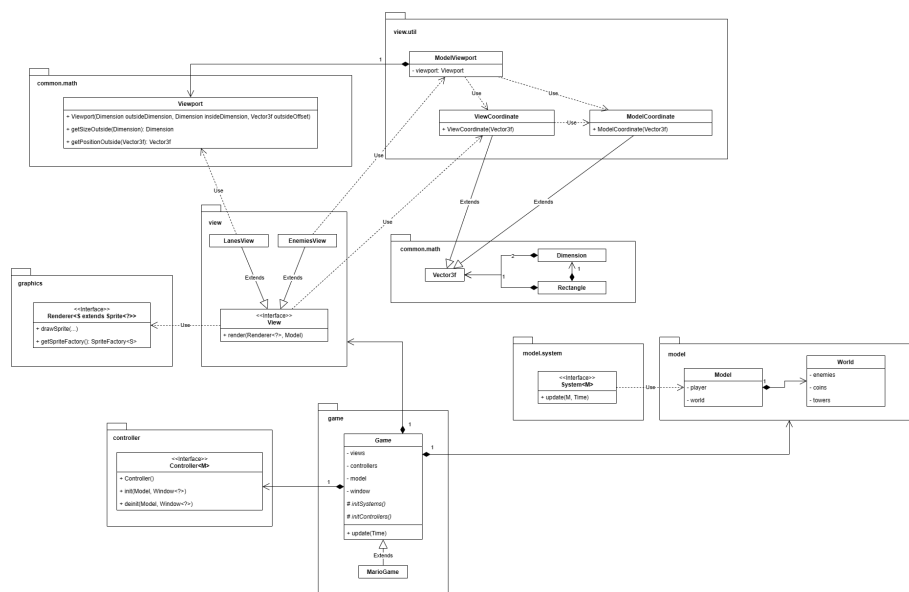 view.util
ModelViewport
- viewport: Viewport
1
Use
Use
ViewCoordinate
+ ViewCoordinate(Vector3f)
Use
ModelCoordinate
+ ModelCoordinate(Vector3f)
common.math
Viewport
+ Viewport(Dimension outsideDimension, Dimension insideDimension, Vector3f outsideOffset)
+ getSizeOutside(Dimension): Dimension
+ getPositionOutside(Vector3f): Vector3f
Use
Use
Use
Extends
Extends
view
LanesView
EnemiesView
Extends
Extends
<<Interface>>
View
+ render(Renderer<?>, Model)
common.math
Vector3f
Dimension
Rectangle
2
1
1
graphics
<<Interface>>
Renderer<S extends Sprite<?>>
+ drawSprite(...)
+ getSpriteFactory(): SpriteFactory<S>
Use
model.system
<<Interface>>
System<M>
+ update(M, Time)
Use
model
Model
- player
- world
1
World
- enemies
- coins
- towers
controller
<<Interface>>
Controller<M>
+ Controller()
+ init(Model, Window<?>)
+ deinit(Model, Window<?>)
1
game
1
1
Game
- views
- controllers
- model
- window
# initSystems()
# initControllers()
+ update(Time)
Extends
MarioGame